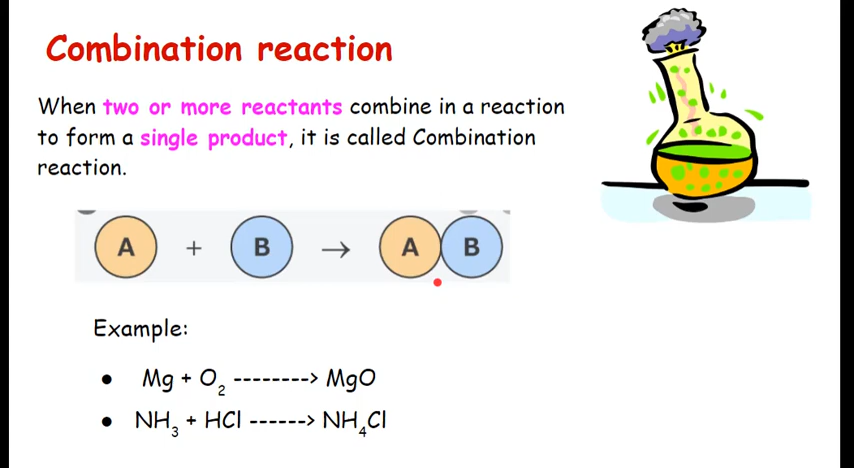 Combination reaction
When two or more reactants combine in a reaction
to form a single product, it is called Combination
reaction.
A + B → A B
Example:
● Mg + O₂ --------> MgO
● NH₃ + HCl ------> NH₄Cl